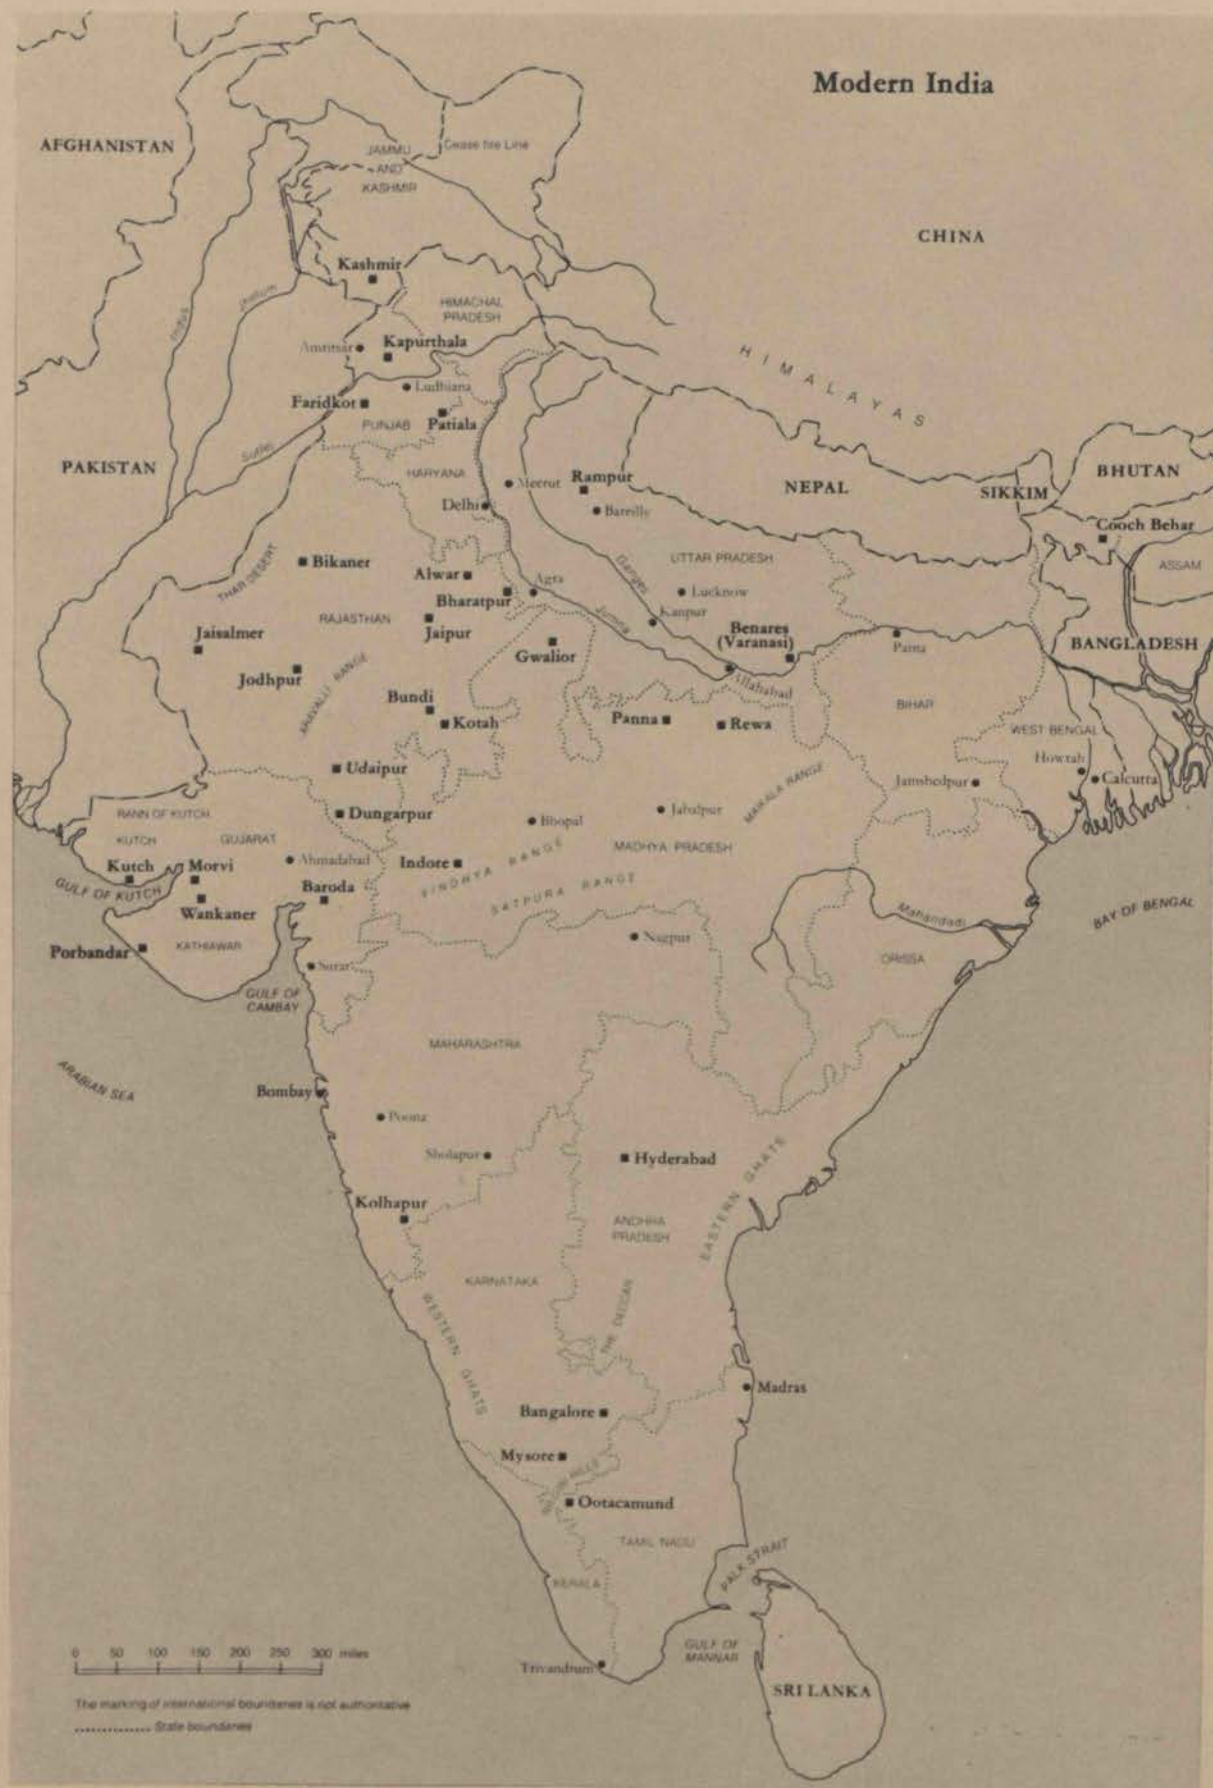 Modern India
AFGHANISTAN
JAMMU
AND
KASHMIR
Cease fire Line
CHINA
Kashmir
HIMACHAL
PRADESH
Indus
Jhelum
Amritsar
Kapurthala
HIMALAYAS
Ludhiana
Faridkot
PUNJAB
Patiala
Sutlej
PAKISTAN
HARYANA
Meerut
Rampur
NEPAL
SIKKIM
BHUTAN
Delhi
Bareilly
Cooch Behar
THAR DESERT
Bikaner
Alwar
UTTAR PRADESH
ASSAM
Ganges
Agra
Lucknow
Bharatpur
Jumna
Kanpur
RAJASTHAN
Jaipur
Jaisalmer
Benares
(Varanasi)
Patna
BANGLADESH
Gwalior
Jodhpur
ARAVALLI RANGE
Allahabad
Bundi
BIHAR
Kotah
Panna
Rewa
WEST BENGAL
Howrah
Udaipur
MAIKALA RANGE
Jamshedpur
Calcutta
RANN OF KUTCH
Dungarpur
Jabalpur
Bhopal
KUTCH
GUJARAT
MADHYA PRADESH
Kutch
Morvi
Ahmadabad
Indore
VINDHYA RANGE
GULF OF KUTCH
Baroda
SATPURA RANGE
Wankaner
Mahanadi
BAY OF BENGAL
Porbandar
KATHIAWAR
Nagpur
Surat
ORISSA
GULF OF
CAMBAY
MAHARASHTRA
ARABIAN SEA
Bombay
Poona
Sholapur
Hyderabad
EASTERN GHATS
Kolhapur
ANDHRA
PRADESH
KARNATAKA
THE DECCAN
WESTERN GHATS
Madras
Bangalore
Mysore
NILGIRI HILLS
Ootacamund
TAMIL NADU
PALK STRAIT
KERALA
GULF OF
MANNAR
Trivandrum
SRI LANKA
0 50 100 150 200 250 300 miles
The marking of international boundaries is not authoritative
State boundaries